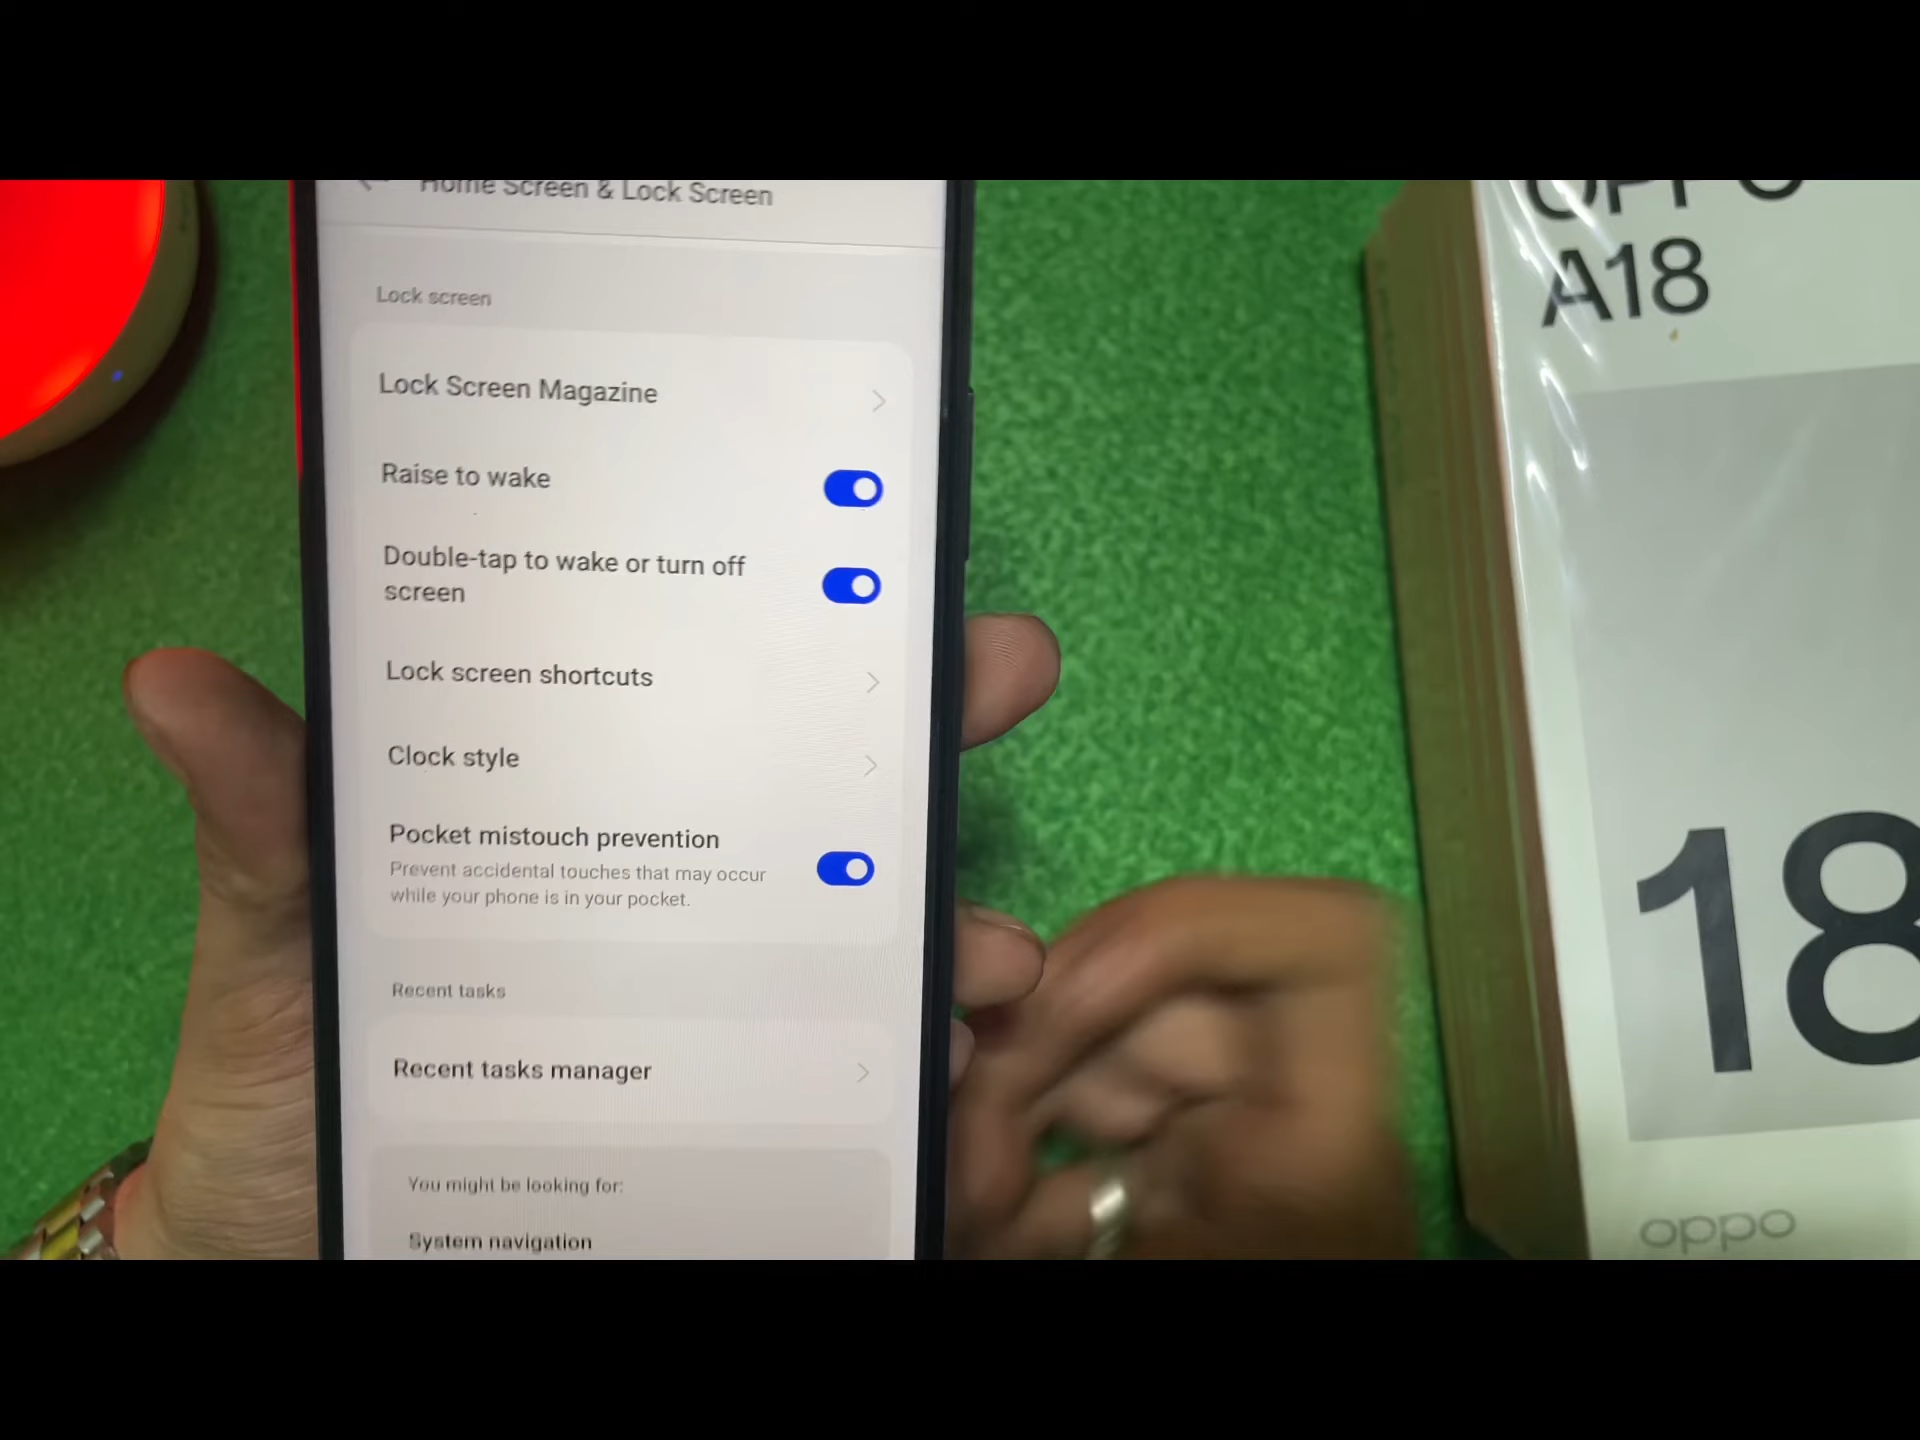 Home Screen & Lock Screen
Lock screen
Lock Screen Magazine
Raise to wake
Double-tap to wake or turn off
screen
Lock screen shortcuts
Clock style
Pocket mistouch prevention
Prevent accidental touches that may occur
while your phone is in your pocket.
Recent tasks
Recent tasks manager
You might be looking for:
System navigation
OPPO
A18
18
oppo